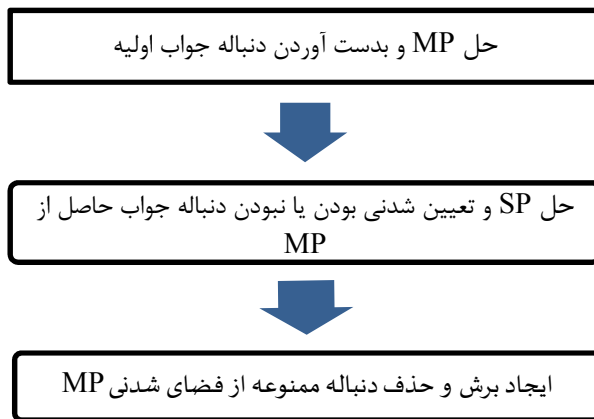 حل MP و بدست آوردن دنباله جواب اولیه
حل SP و تعیین شدنی بودن یا نبودن دنباله جواب حاصل از
MP
ایجاد برش و حذف دنباله ممنوعه از فضای شدنی MP